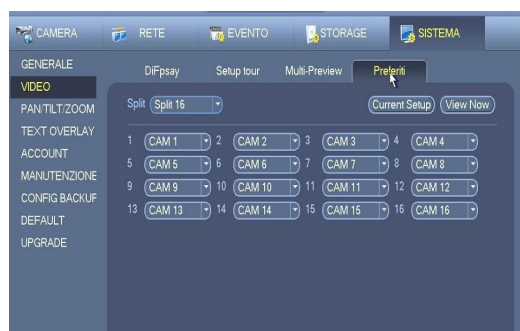 CAMERA RETE EVENTO STORAGE SISTEMA
GENERALE
VIDEO
PAN/TILT/ZOOM
TEXT OVERLAY
ACCOUNT
MANUTENZIONE
CONFIG BACKUF
DEFAULT
UPGRADE
DiFpsay Setup tour Multi-Preview Preferiti
Split Split 16 Current Setup View Now
1 CAM 1 2 CAM 2 3 CAM 3 4 CAM 4
5 CAM 5 6 CAM 6 7 CAM 7 8 CAM 8
9 CAM 9 10 CAM 10 11 CAM 11 12 CAM 12
13 CAM 13 14 CAM 14 15 CAM 15 16 CAM 16